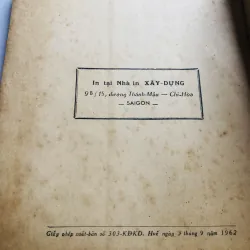 In tại Nhà in XÂY-DỰNG
98/15, đường Thành-Mậu — Chí-Hòa
— SAIGON —
Giấy phép xuất-bản số 303-KDKD. Huế ngày 3 tháng 9 năm 1962